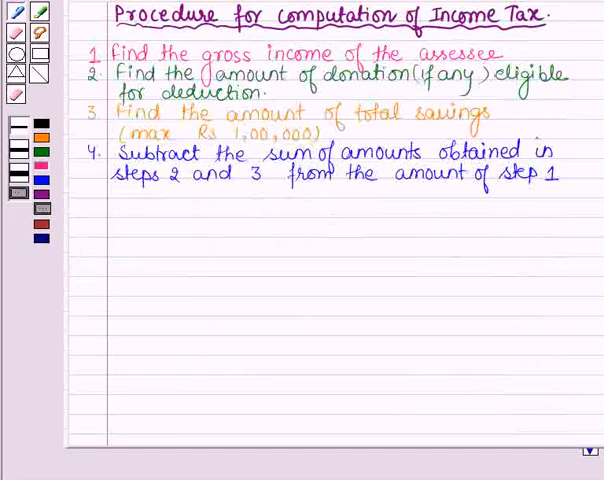 Procedure for computation of Income Tax.
1. Find the gross income of the assessee
2. Find the amount of donation (if any) eligible
for deduction.
3 Find the amount of total savings
(max Rs 1,00,000)
4. Subtract the sum of amounts obtained in
steps 2 and 3 from the amount of step 1